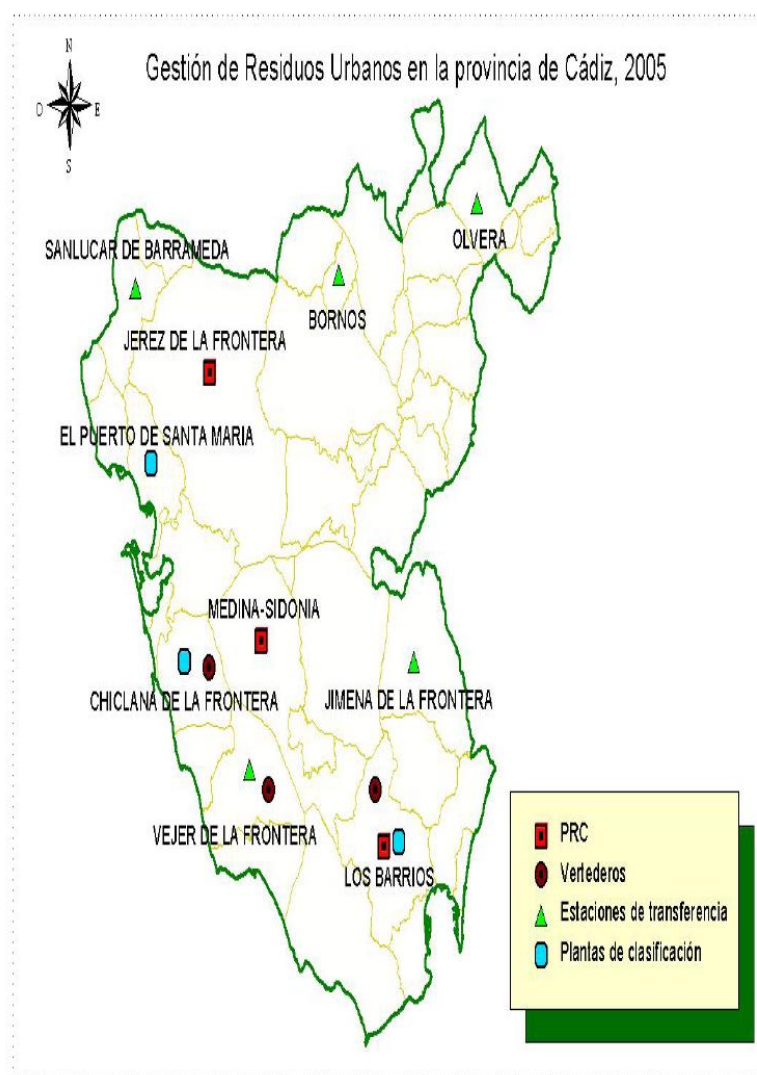 N
Gestión de Residuos Urbanos en la provincia de Cádiz, 2005
O
E
S
OLVERA
SANLUCAR DE BARRAMEDA
BORNOS
JEREZ DE LA FRONTERA
EL PUERTO DE SANTA MARIA
MEDINA-SIDONIA
CHICLANA DE LA FRONTERA
JIMENA DE LA FRONTERA
VEJER DE LA FRONTERA
LOS BARRIOS
PRC
Vertederos
Estaciones de transferencia
Plantas de clasificación